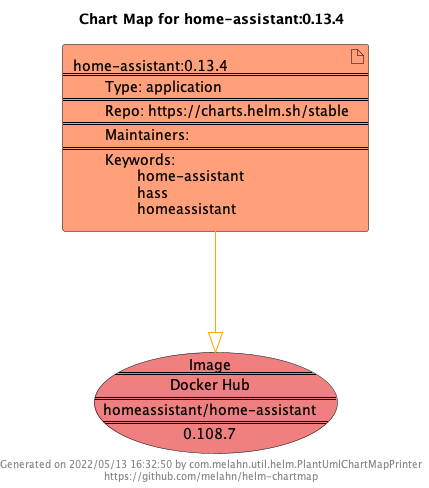 Chart Map for home-assistant:0.13.4
home-assistant:0.13.4
Type: application
Repo: https://charts.helm.sh/stable
Maintainers:
Keywords:
home-assistant
hass
homeassistant
Image
Docker Hub
homeassistant/home-assistant
0.108.7
Generated on 2022/05/13 16:32:50 by com.melahn.util.helm.PlantUmlChartMapPrinter
https://github.com/melahn/helm-chartmap